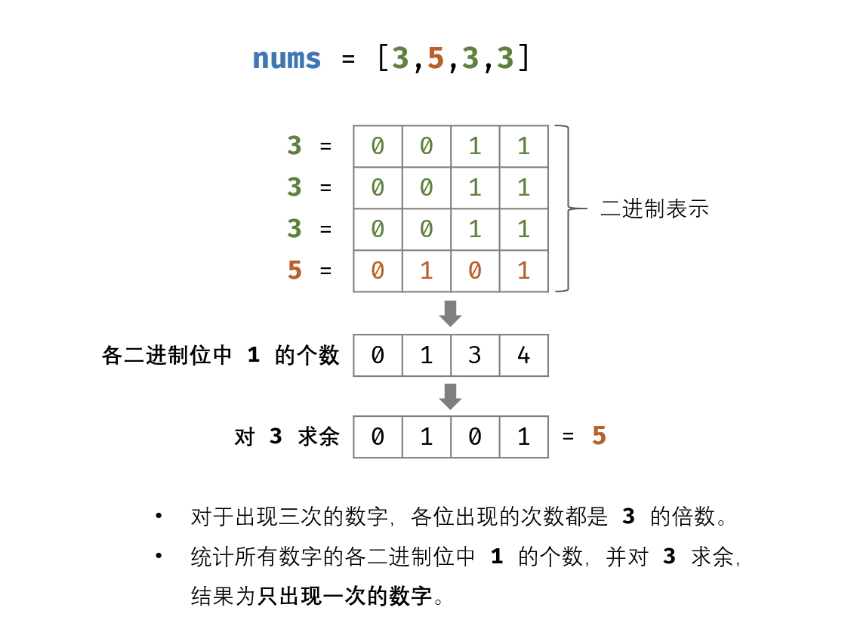 nums = [3,5,3,3]
3 = 0 0 1 1
3 = 0 0 1 1
3 = 0 0 1 1
二进制表示
5 = 0 1 0 1
各二进制位中 1 的个数 0 1 3 4
对 3 求余 0 1 0 1 = 5
• 对于出现三次的数字，各位出现的次数都是 3 的倍数。
• 统计所有数字的各二进制位中 1 的个数，并对 3 求余，
结果为只出现一次的数字。